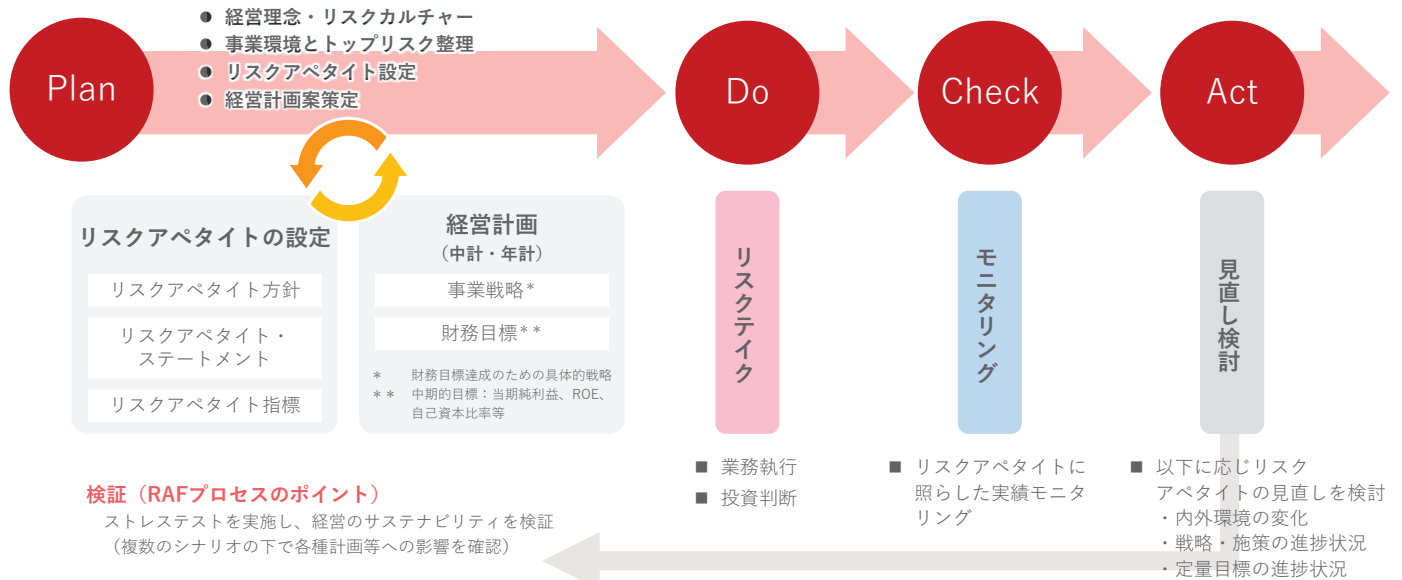 Plan
● 経営理念・リスクカルチャー
● 事業環境とトップリスク整理
● リスクアペタイト設定
● 経営計画案策定
Do
Check
Act
リスクアペタイトの設定
リスクアペタイト方針
リスクアペタイト・
ステートメント
リスクアペタイト指標
経営計画
（中計・年計）
事業戦略*
財務目標**
* 財務目標達成のための具体的戦略
** 中期的目標：当期純利益、ROE、
自己資本比率等
リスクテイク
モニタリング
見直し検討
■ 業務執行
■ 投資判断
■ リスクアペタイトに
照らした実績モニタ
リング
■ 以下に応じリスク
アペタイトの見直しを検討
・内外環境の変化
・戦略・施策の進捗状況
・定量目標の進捗状況
検証（RAFプロセスのポイント）
ストレステストを実施し、経営のサステナビリティを検証
（複数のシナリオの下で各種計画等への影響を確認）